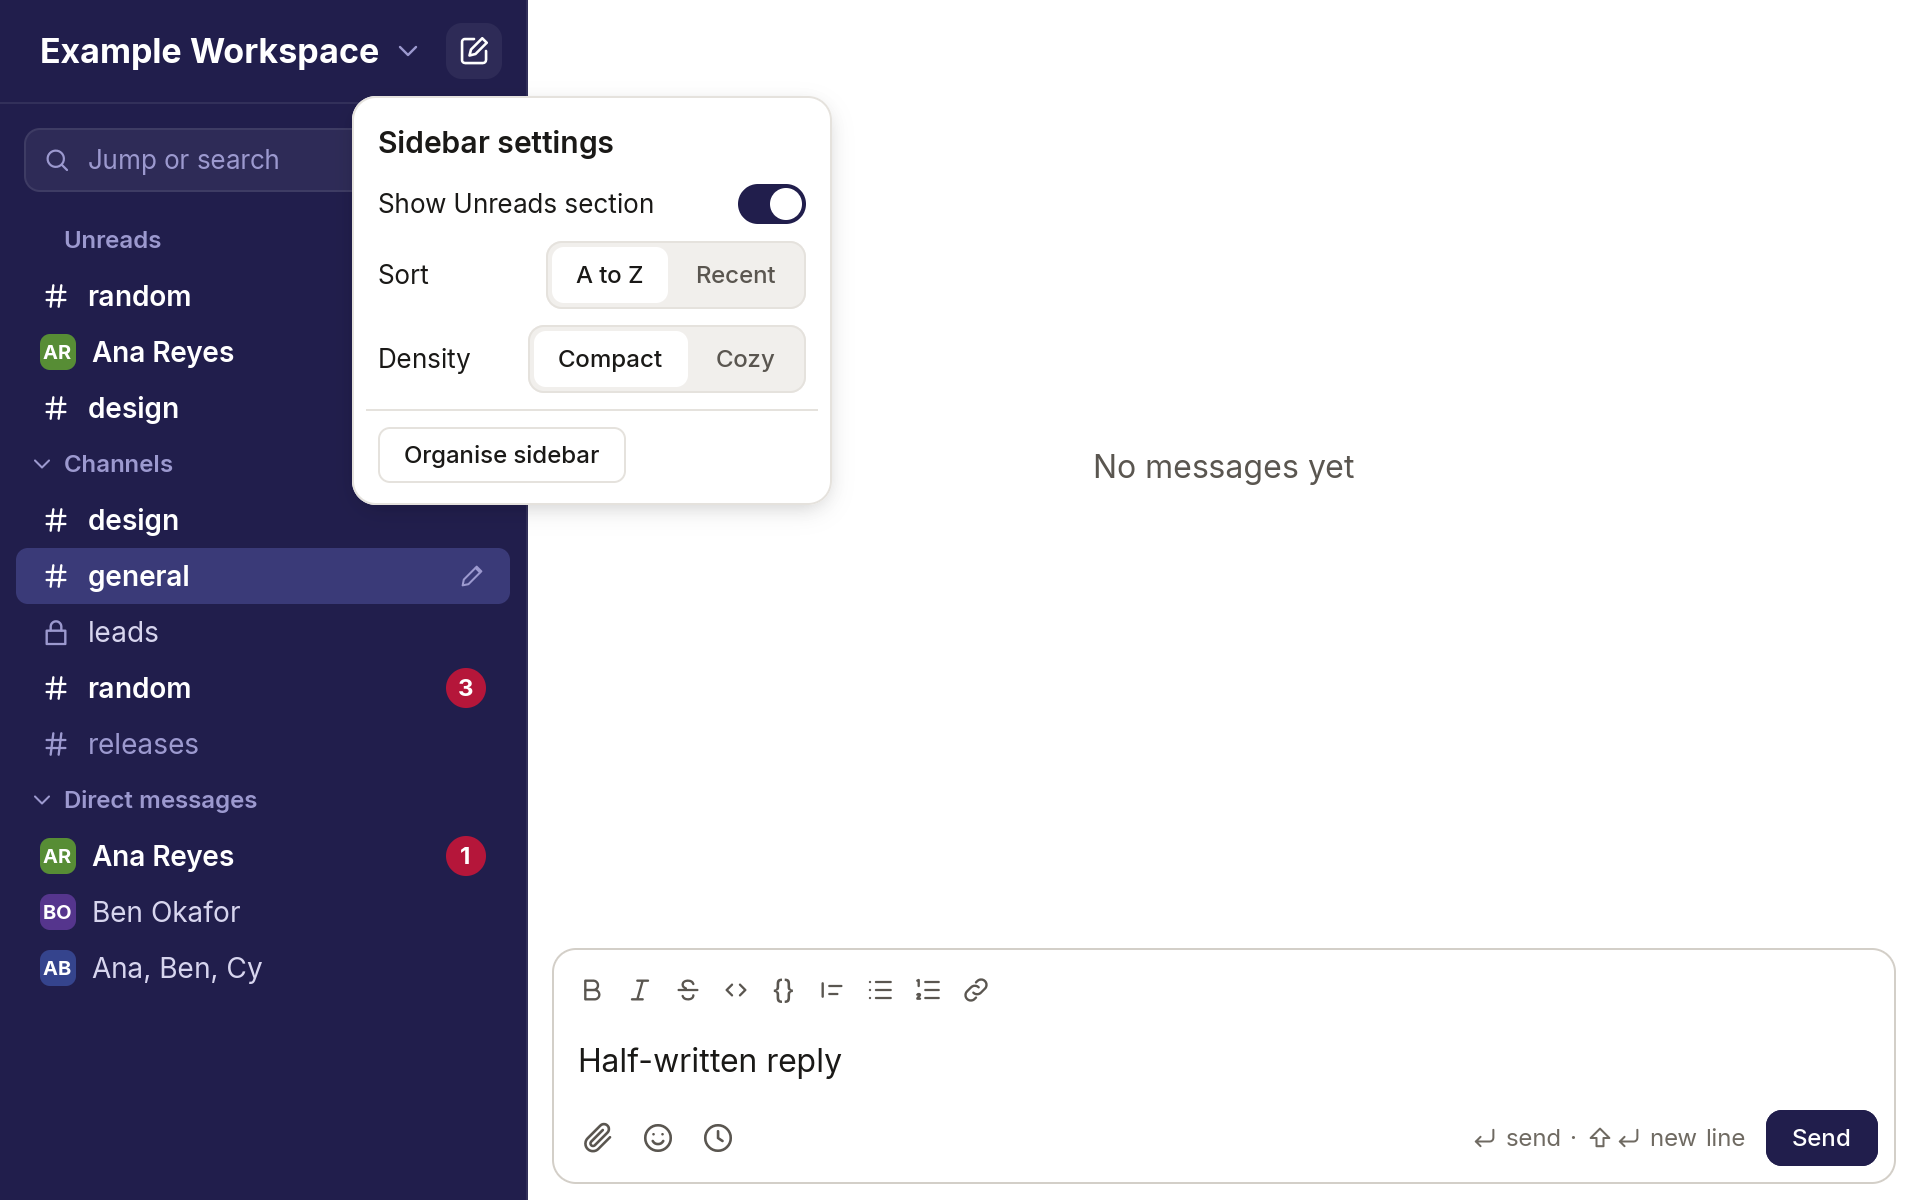 Example Workspace
Jump or search
Unreads
random
AR Ana Reyes
design
Channels
design
general
leads
random 3
releases
Direct messages
AR Ana Reyes 1
BO Ben Okafor
AB Ana, Ben, Cy
Sidebar settings
Show Unreads section
Sort A to Z Recent
Density Compact Cozy
Organise sidebar
No messages yet
Half-written reply
send · new line Send